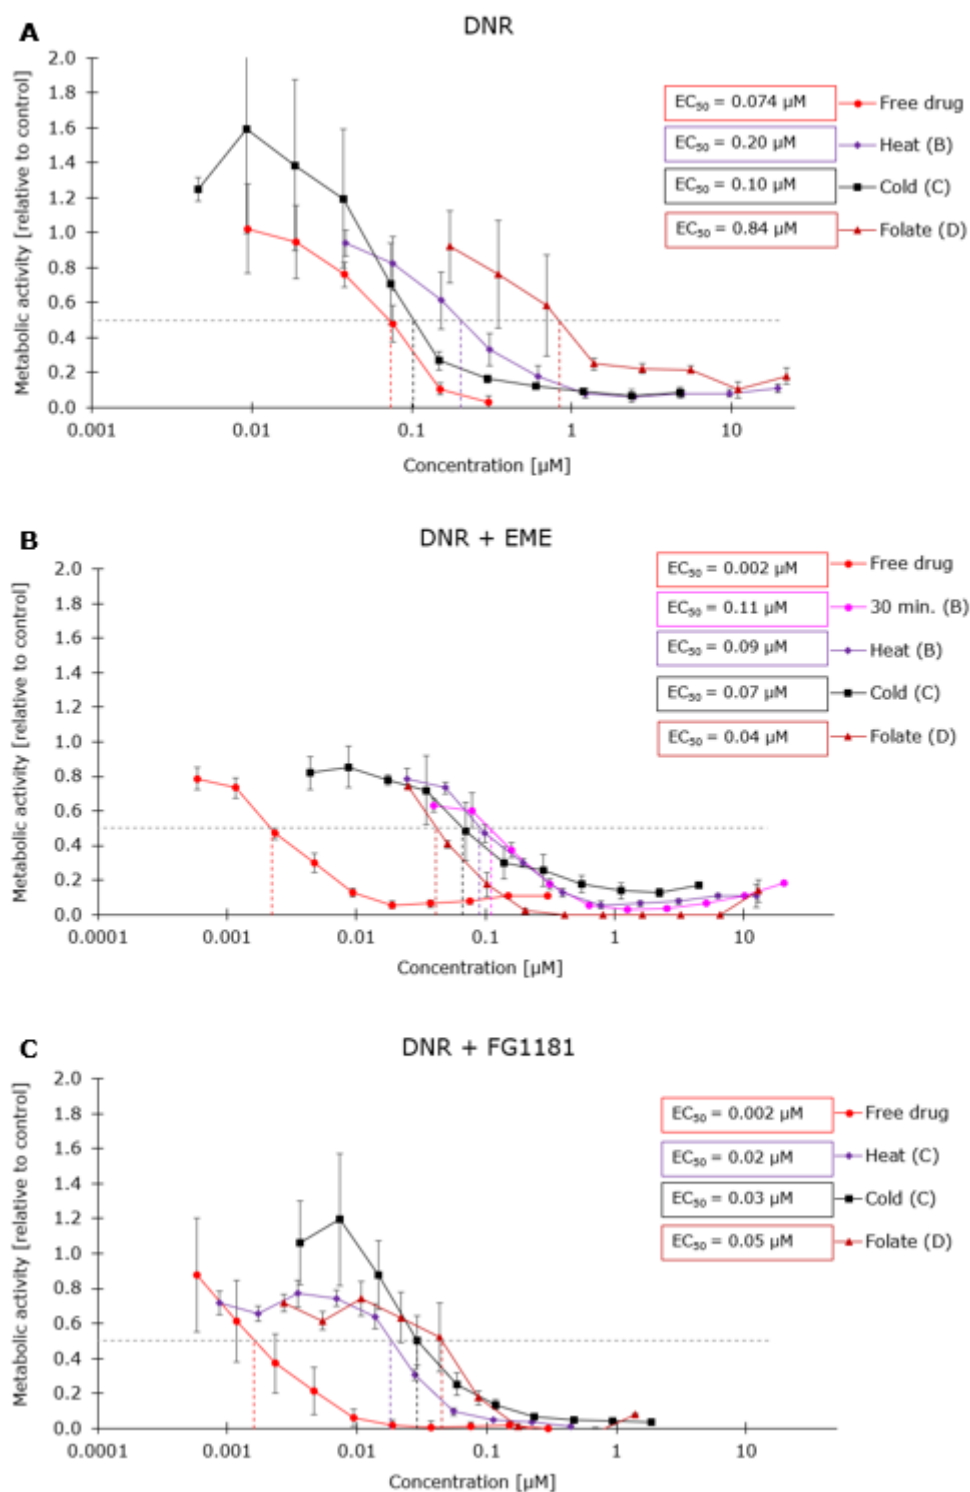 A
DNR
Metabolic activity [relative to control]
2.0
1.8
1.6
1.4
1.2
1.0
0.8
0.6
0.4
0.2
0.0
0.001
0.01
0.1
1
10
Concentration [µM]
EC50 = 0.074 µM
Free drug
EC50 = 0.20 µM
Heat (B)
EC50 = 0.10 µM
Cold (C)
EC50 = 0.84 µM
Folate (D)
B
DNR + EME
Metabolic activity [relative to control]
2.0
1.8
1.6
1.4
1.2
1.0
0.8
0.6
0.4
0.2
0.0
0.0001
0.001
0.01
0.1
1
10
Concentration [µM]
EC50 = 0.002 µM
Free drug
EC50 = 0.11 µM
30 min. (B)
EC50 = 0.09 µM
Heat (B)
EC50 = 0.07 µM
Cold (C)
EC50 = 0.04 µM
Folate (D)
C
DNR + FG1181
Metabolic activity [relative to control]
2.0
1.8
1.6
1.4
1.2
1.0
0.8
0.6
0.4
0.2
0.0
0.0001
0.001
0.01
0.1
1
10
Concentration [µM]
EC50 = 0.002 µM
Free drug
EC50 = 0.02 µM
Heat (C)
EC50 = 0.03 µM
Cold (C)
EC50 = 0.05 µM
Folate (D)